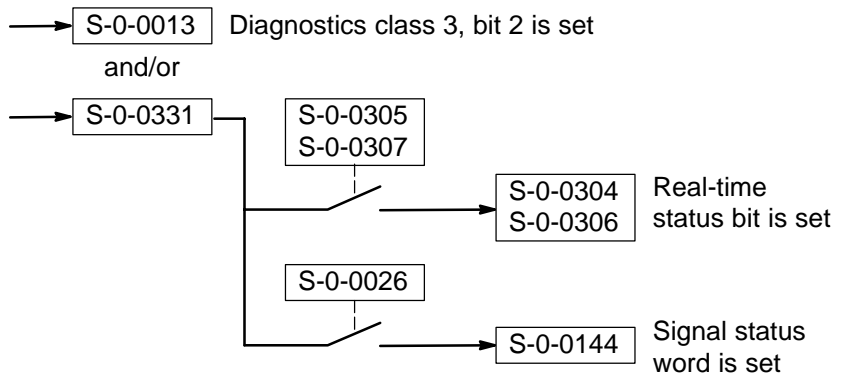 S-0-0013 Diagnostics class 3, bit 2 is set
and/or
S-0-0331
S-0-0305
S-0-0307
S-0-0304
S-0-0306
Real-time
status bit is set
S-0-0026
S-0-0144
Signal status
word is set